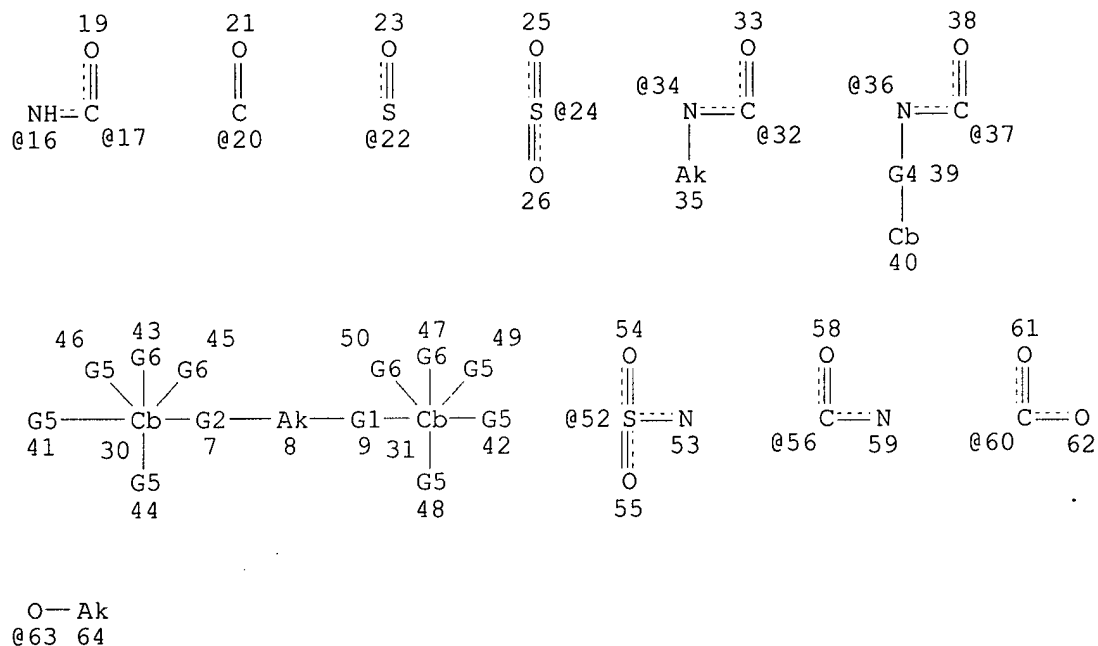 19 21 23 25 33 38
O O O O O O
@34 @36
NH C C S S @24 N C N C
@16 @17 @20 @22 @32 @37
O Ak G4 39
26 35
Cb
40
46 43 45 50 47 49 54 58 61
G5 G6 G6 G6 G6 G5 O O O
G5 Cb G2 Ak G1 Cb G5 @52 S N C N C O
41 30 7 8 9 31 42 53 @56 59 @60 62
G5 G5 O
44 48 55
O Ak
@63 64